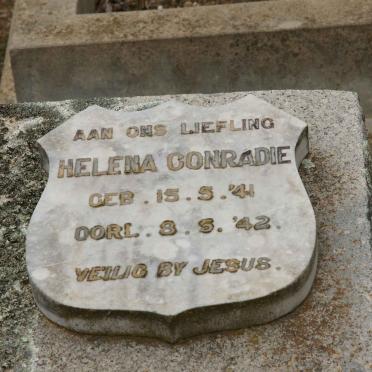 AAN ONS LIEFLING
HELENA CONRADIE
GEB. 15.5.'41
OORL. 8.5.'42.
VEILIG BY JESUS.